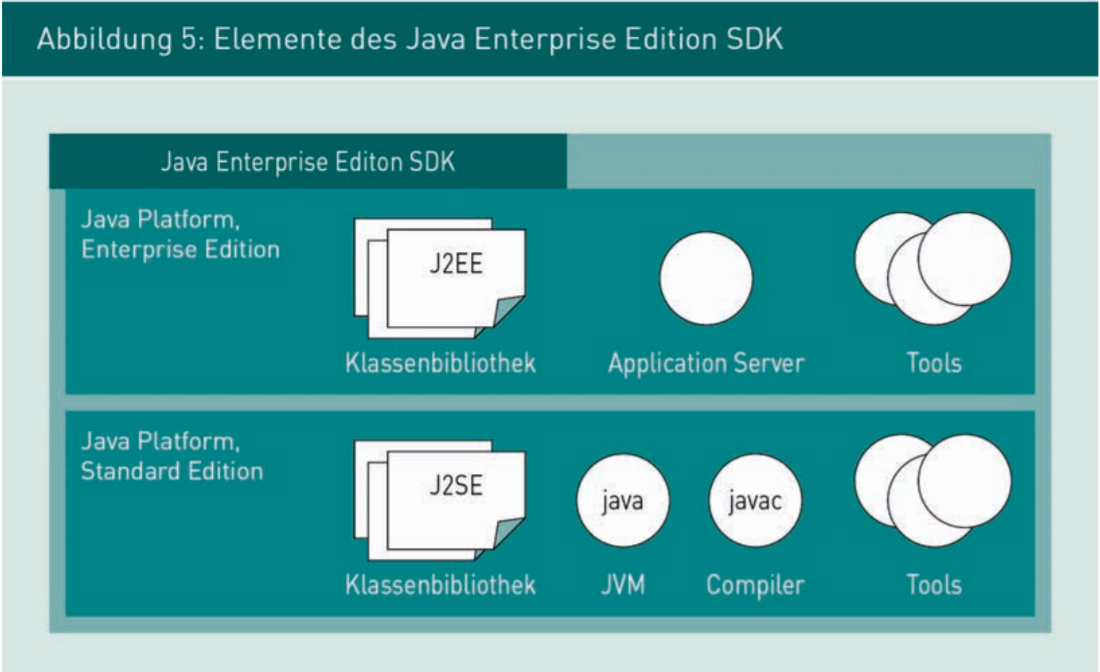 Abbildung 5: Elemente des Java Enterprise Edition SDK
Java Enterprise Editon SDK
Java Platform,
Enterprise Edition
J2EE
Klassenbibliothek
Application Server
Tools
Java Platform,
Standard Edition
J2SE
java
javac
Klassenbibliothek
JVM
Compiler
Tools